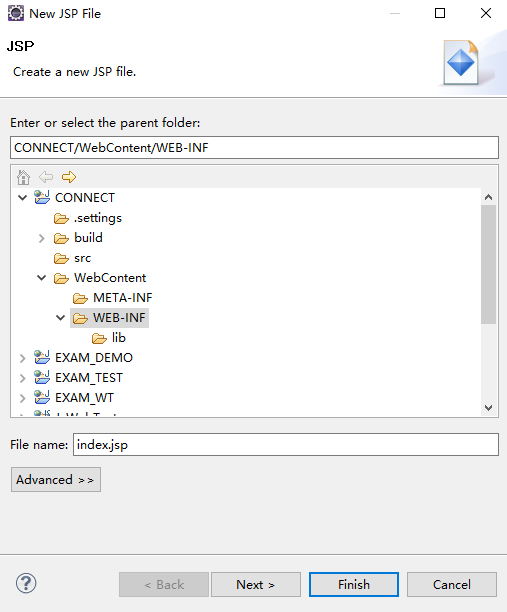 New JSP File
JSP
Create a new JSP file.
Enter or select the parent folder:
CONNECT/WebContent/WEB-INF
CONNECT
.settings
build
src
WebContent
META-INF
WEB-INF
lib
EXAM_DEMO
EXAM_TEST
EXAM_WT
File name: index.jsp
Advanced >>
?
< Back Next > Finish Cancel